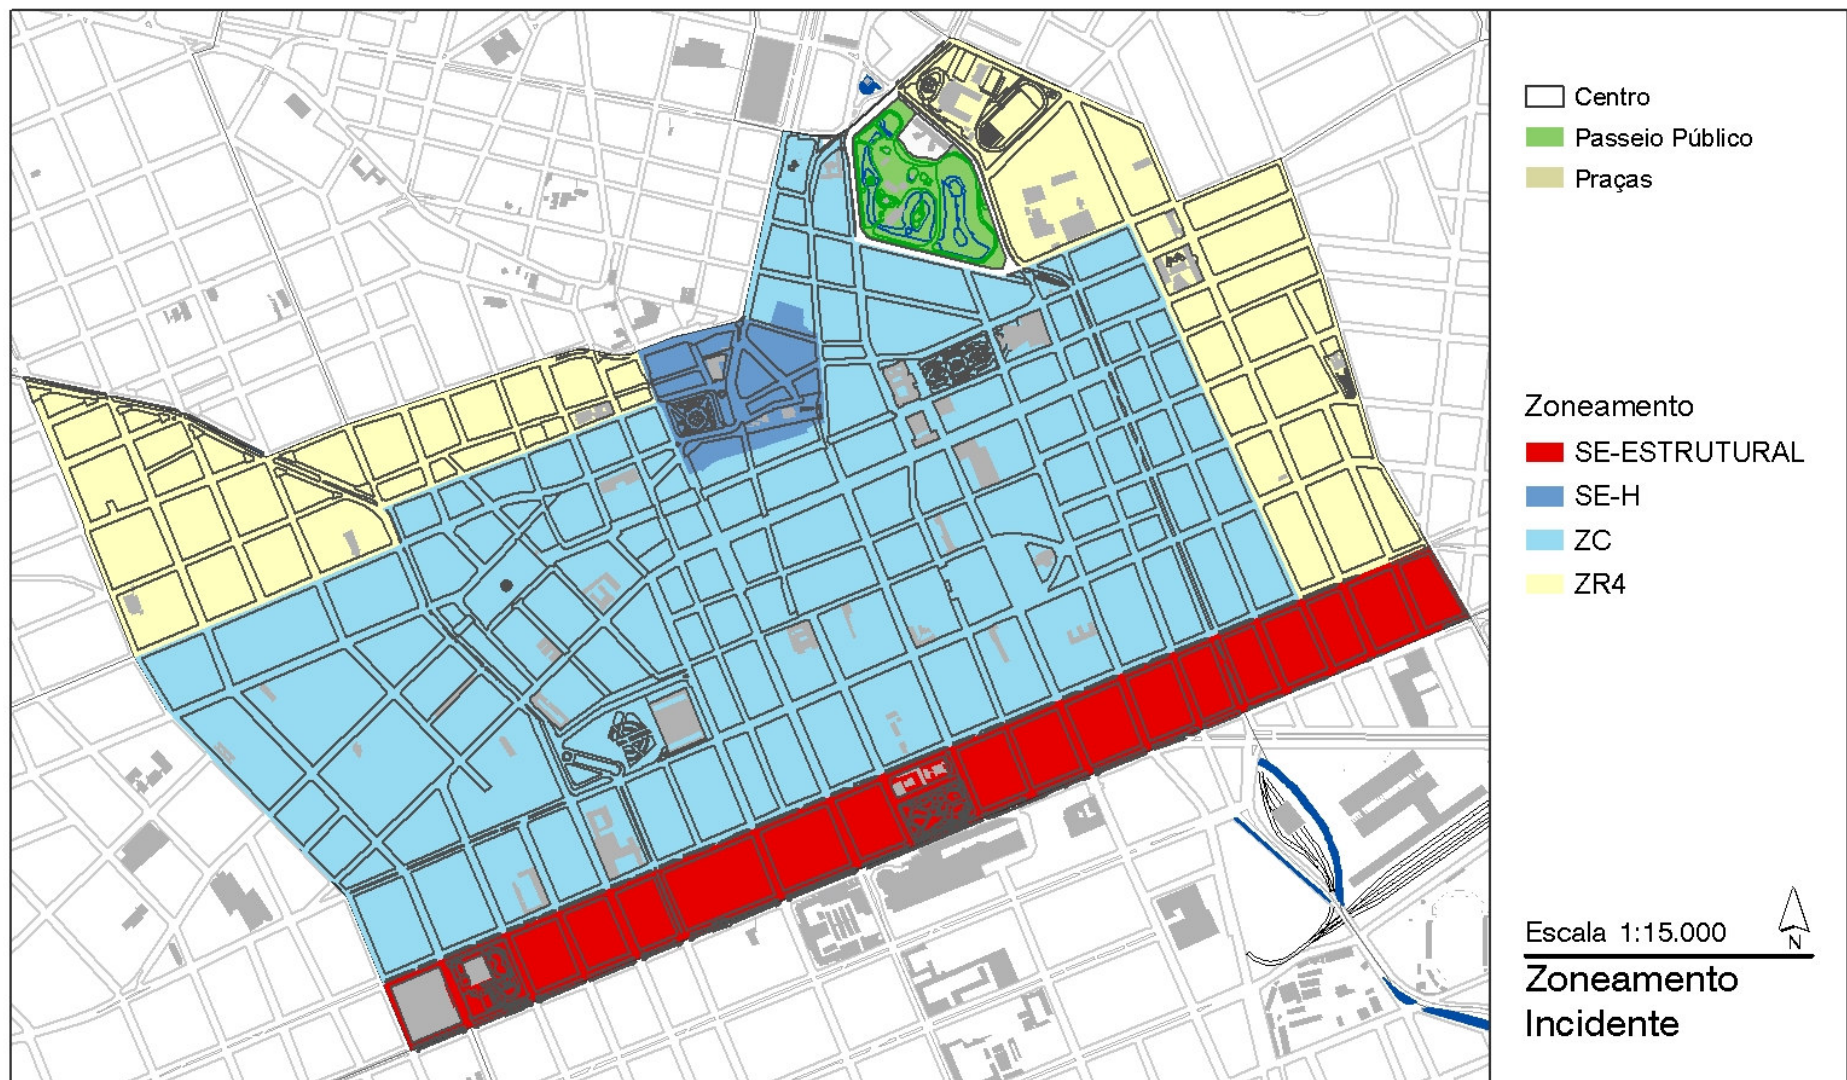 Centro
Passeio Público
Praças
Zoneamento
SE-ESTRUTURAL
SE-H
ZC
ZR4
Escala 1:15.000
N
Zoneamento
Incidente